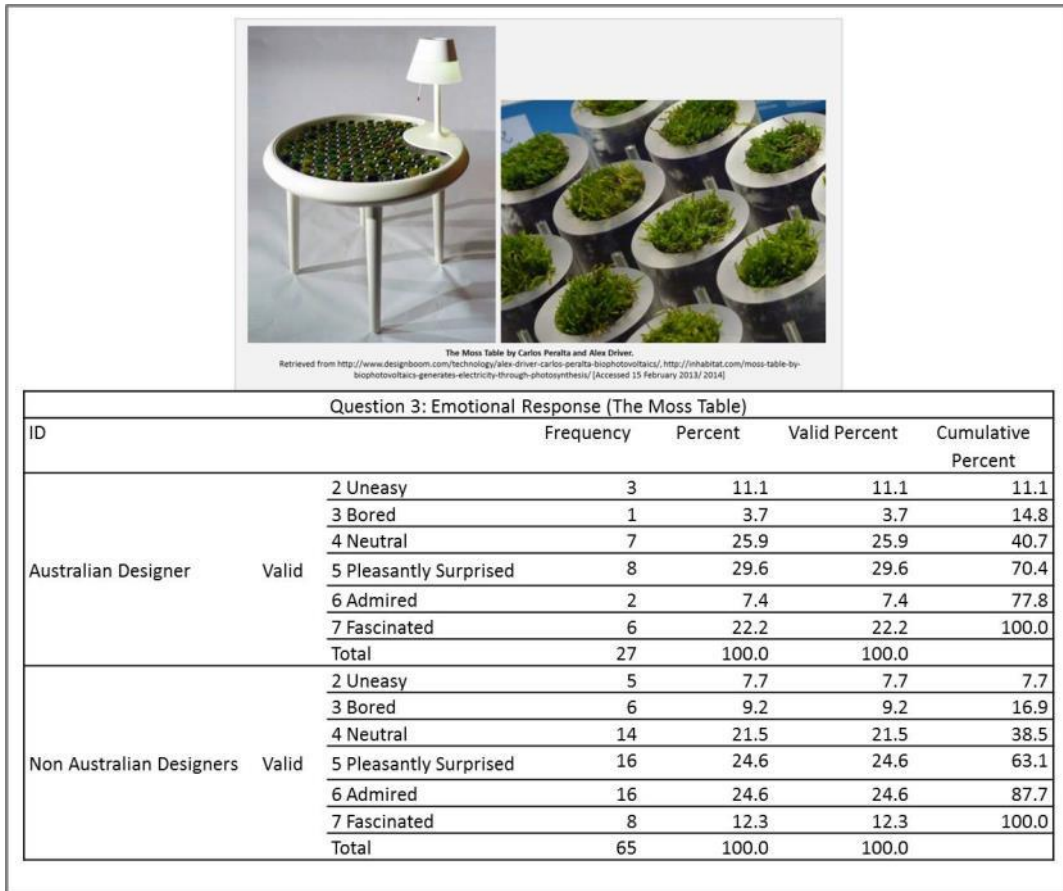 The Moss Table by Carlos Peralta and Alex Driver.
Retrieved from http://www.designboom.com/technology/alex-driver-carlos-peralta-biophotovoltaics/, http://inhabitat.com/moss-table-by-
biophotovoltaics-generates-electricity-through-photosynthesis/ [Accessed 15 February 2013/ 2014]
Question 3: Emotional Response (The Moss Table)
ID Frequency Percent Valid Percent Cumulative
Percent
2 Uneasy 3 11.1 11.1 11.1
3 Bored 1 3.7 3.7 14.8
4 Neutral 7 25.9 25.9 40.7
Australian Designer Valid 5 Pleasantly Surprised 8 29.6 29.6 70.4
6 Admired 2 7.4 7.4 77.8
7 Fascinated 6 22.2 22.2 100.0
Total 27 100.0 100.0
2 Uneasy 5 7.7 7.7 7.7
3 Bored 6 9.2 9.2 16.9
4 Neutral 14 21.5 21.5 38.5
Non Australian Designers Valid 5 Pleasantly Surprised 16 24.6 24.6 63.1
6 Admired 16 24.6 24.6 87.7
7 Fascinated 8 12.3 12.3 100.0
Total 65 100.0 100.0